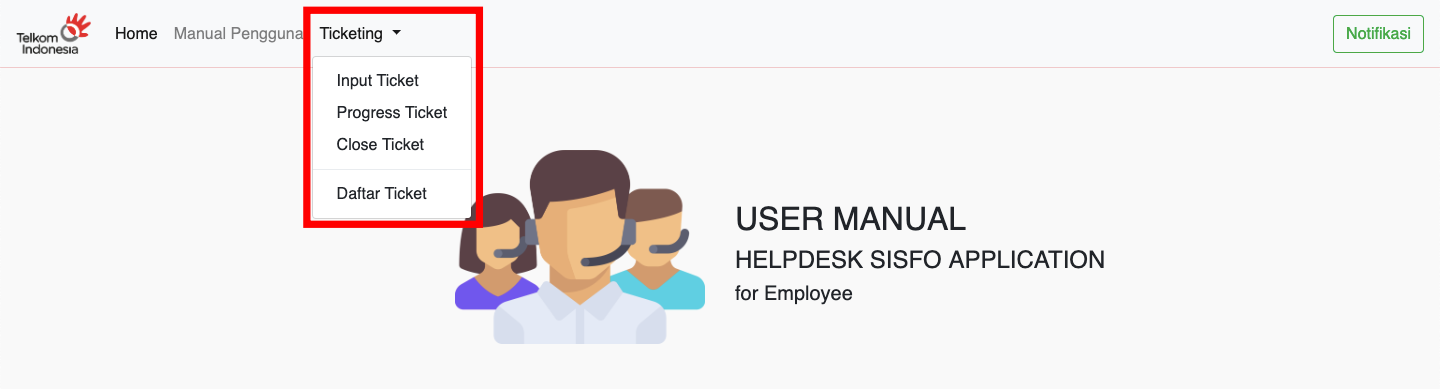 Telkom
Indonesia
Home
Manual Pengguna
Ticketing
Notifikasi
Input Ticket
Progress Ticket
Close Ticket
Daftar Ticket
USER MANUAL
HELPDESK SISFO APPLICATION
for Employee